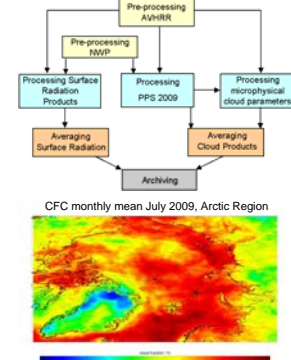 Pre-processing
AVHRR
Pre-processing
NWP
Processing Surface
Radiation
Products
Processing
PPS 2009
Processing
microphysical
cloud parameters
Averaging
Surface Radiation
Averaging
Cloud Products
Archiving
CFC monthly mean July 2009, Arctic Region